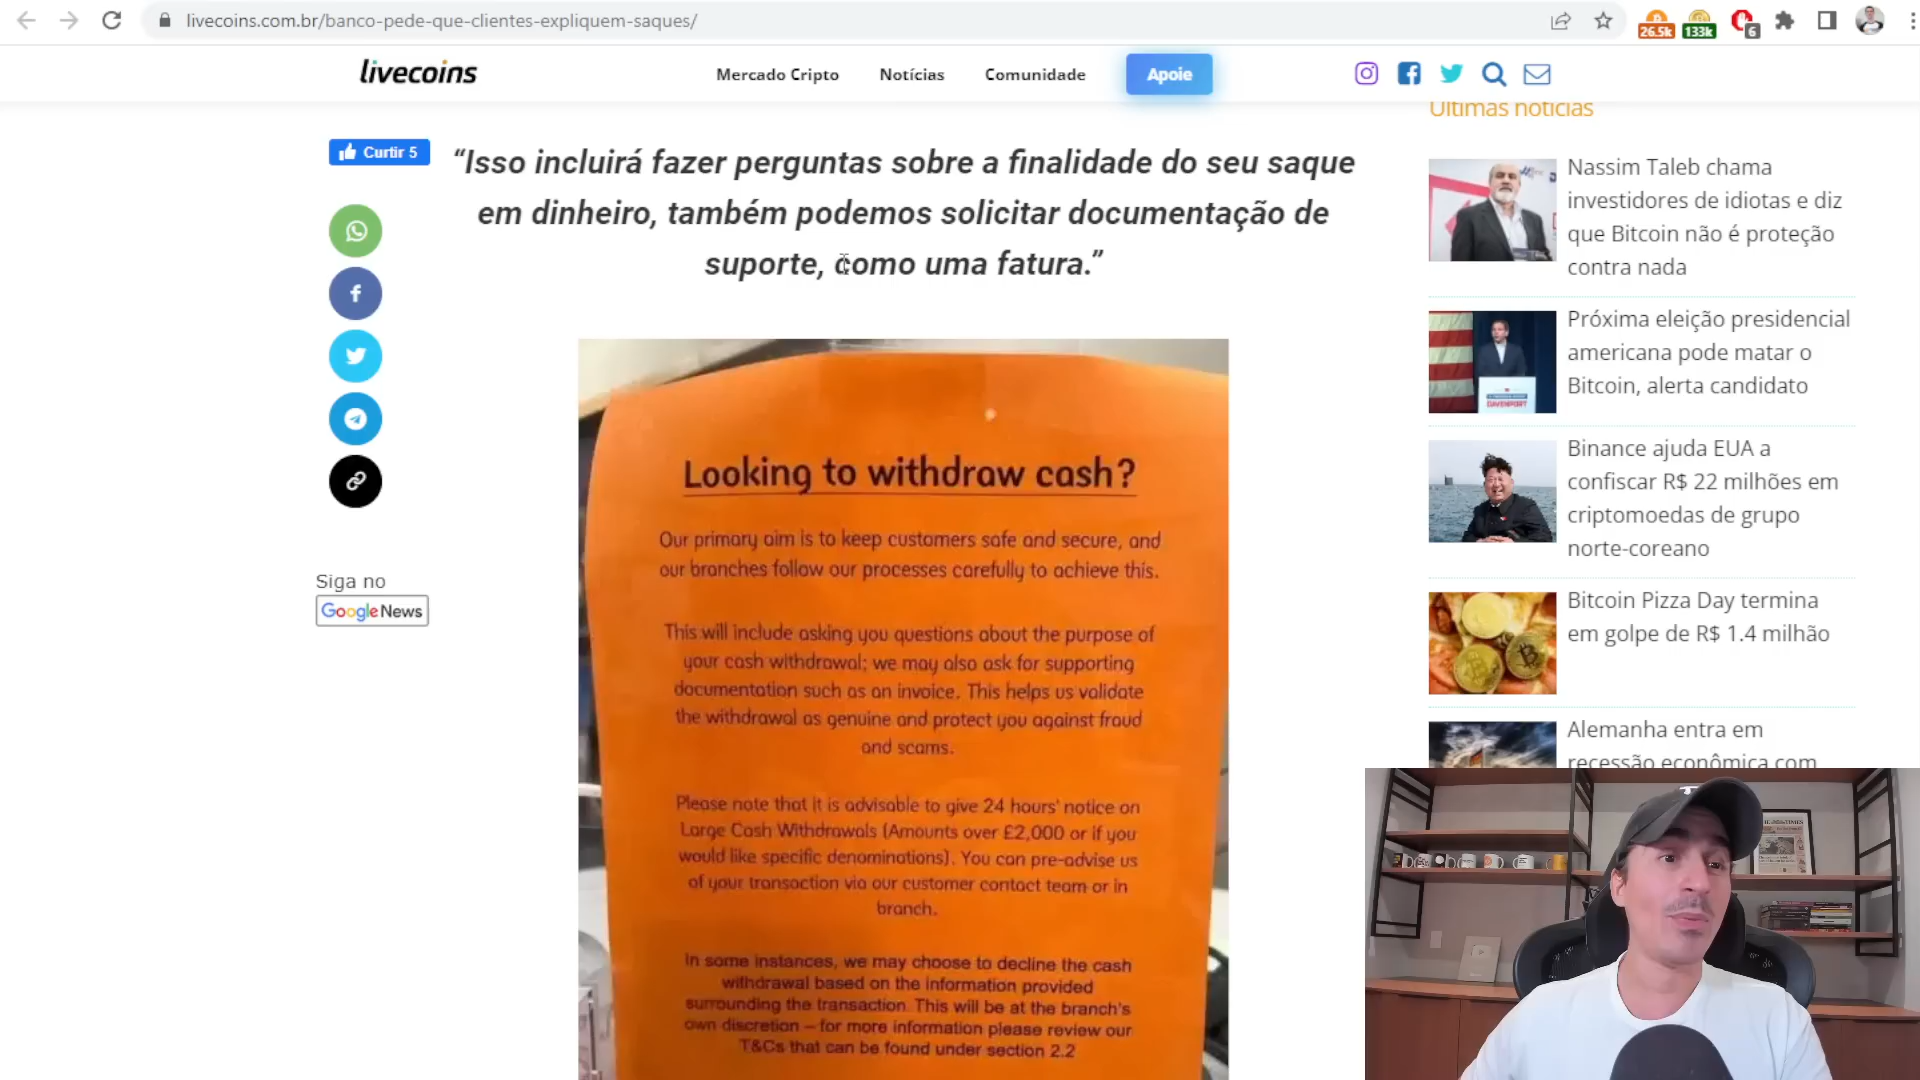 livecoins.com.br/banco-pede-que-clientes-expliquem-saques/
26.5k
133k
6
livecoins
Mercado Cripto
Notícias
Comunidade
Apoie
Últimas notícias
Curtir 5
“Isso incluirá fazer perguntas sobre a finalidade do seu saque
em dinheiro, também podemos solicitar documentação de
suporte, como uma fatura.”
Siga no
Google News
Looking to withdraw cash?
Our primary aim is to keep customers safe and secure, and
our branches follow our processes carefully to achieve this.
This will include asking you questions about the purpose of
your cash withdrawal; we may also ask for supporting
documentation such as an invoice. This helps us validate
the withdrawal as genuine and protect you against fraud
and scams.
Please note that it is advisable to give 24 hours' notice on
Large Cash Withdrawals (Amounts over £2,000 or if you
would like specific denominations). You can pre-advise us
of your transaction via our customer contact team or in
branch.
In some instances, we may choose to decline the cash
withdrawal based on the information provided
surrounding the transaction. This will be at the branch's
own discretion – for more information please review our
T&Cs that can be found under section 2.2
Nassim Taleb chama
investidores de idiotas e diz
que Bitcoin não é proteção
contra nada
Próxima eleição presidencial
americana pode matar o
Bitcoin, alerta candidato
DAVENPORT
Binance ajuda EUA a
confiscar R$ 22 milhões em
criptomoedas de grupo
norte-coreano
Bitcoin Pizza Day termina
em golpe de R$ 1.4 milhão
Alemanha entra em
recessão econômica com